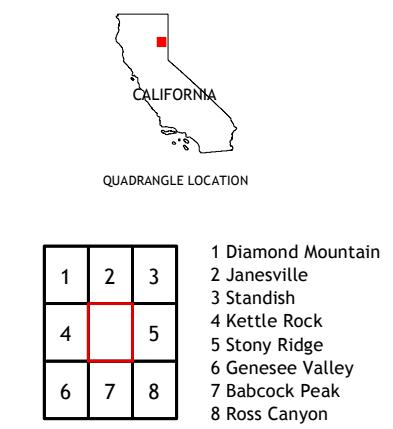 CALIFORNIA
QUADRANGLE LOCATION
1 2 3
4 5
6 7 8
1 Diamond Mountain
2 Janesville
3 Standish
4 Kettle Rock
5 Stony Ridge
6 Genesee Valley
7 Babcock Peak
8 Ross Canyon